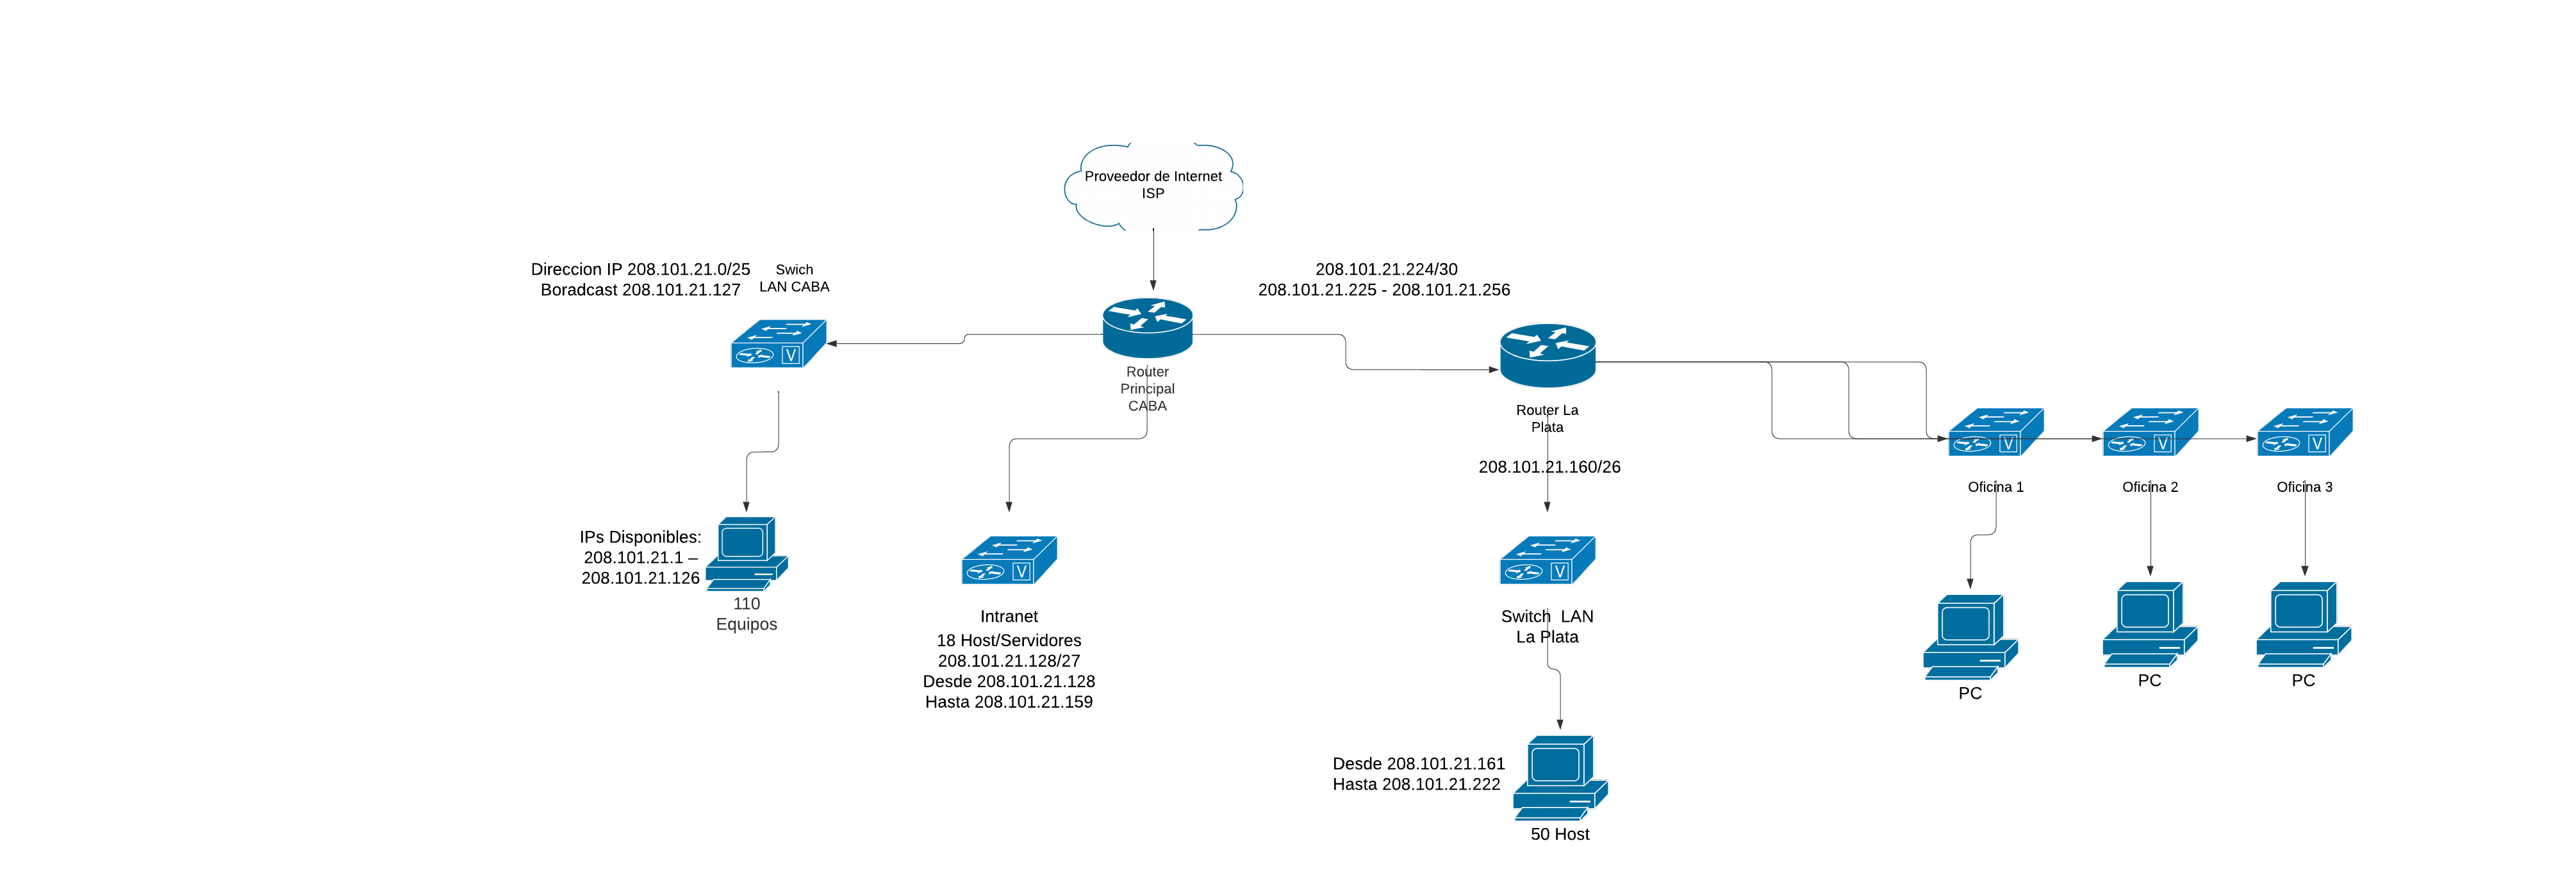 Proveedor de Internet
ISP
Direccion IP 208.101.21.0/25
Boradcast 208.101.21.127
Swich
LAN CABA
208.101.21.224/30
208.101.21.225 - 208.101.21.256
Router
Principal
CABA
Router La
Plata
208.101.21.160/26
Oficina 1
Oficina 2
Oficina 3
IPs Disponibles:
208.101.21.1 –
208.101.21.126
110
Equipos
Intranet
18 Host/Servidores
208.101.21.128/27
Desde 208.101.21.128
Hasta 208.101.21.159
Switch LAN
La Plata
PC
PC
PC
Desde 208.101.21.161
Hasta 208.101.21.222
50 Host